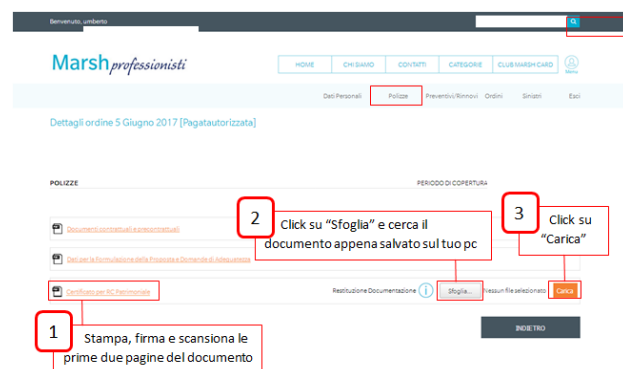 Benvenuto, umberto
Marsh professionisti
HOME CHI SIAMO CONTATTI CATEGORIE CLUB MARSH CARD
Menu
Dati Personali Polizze Preventivi/Rinnovi Ordini Sinistri Esci
Dettagli ordine 5 Giugno 2017 [Pagatautorizzata]
POLIZZE PERIODO DI COPERTURA
2 Click su “Sfoglia” e cerca il
documento appena salvato sul tuo pc
3 Click su
“Carica”
Documenti contrattuali e precontrattuali
Dati per la Formulazione della Proposta e Domande di Adeguatezza
Certificato per RC Patrimoniale Restituzione Documentazione i Sfoglia... Nessun file selezionato. Carica
INDIETRO
1 Stampa, firma e scansiona le
prime due pagine del documento